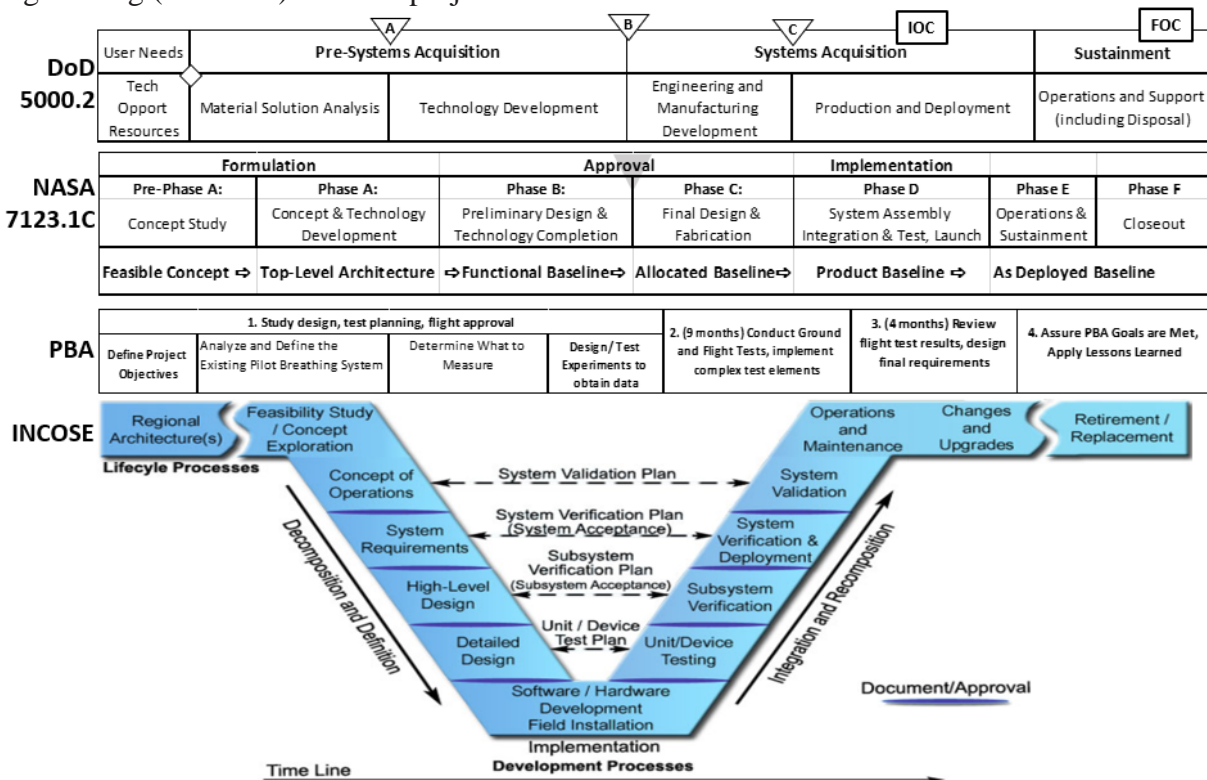 A
B
C
IOC
FOC
DoD
5000.2
User Needs
Pre-Systems Acquisition
Systems Acquisition
Sustainment
Tech
Opport
Resources
Material Solution Analysis
Technology Development
Engineering and
Manufacturing
Development
Production and Deployment
Operations and Support
(including Disposal)
NASA
7123.1C
Formulation
Approval
Implementation
Pre-Phase A:
Phase A:
Phase B:
Phase C:
Phase D
Phase E
Phase F
Concept Study
Concept & Technology
Development
Preliminary Design &
Technology Completion
Final Design &
Fabrication
System Assembly
Integration & Test, Launch
Operations &
Sustainment
Closeout
Feasible Concept ⇨ Top-Level Architecture ⇨Functional Baseline⇨ Allocated Baseline⇨ Product Baseline ⇨ As Deployed Baseline
PBA
1. Study design, test planning, flight approval
Define Project
Objectives
Analyze and Define the
Existing Pilot Breathing System
Determine What to
Measure
Design/ Test
Experiments to
obtain data
2. (9 months) Conduct Ground
and Flight Tests, implement
complex test elements
3. (4 months) Review
flight test results, design
final requirements
4. Assure PBA Goals are Met,
Apply Lessons Learned
INCOSE
Regional
Architecture(s)
Feasibility Study
/ Concept
Exploration
Operations
and
Maintenance
Changes
and
Upgrades
Retirement /
Replacement
Lifecyle Processes
Concept of
Operations
System Validation Plan
System
Validation
System
Requirements
System Verification Plan
(System Acceptance)
System
Verification &
Deployment
High-Level
Design
Subsystem
Verification Plan
(Subsystem Acceptance)
Subsystem
Verification
Detailed
Design
Unit / Device
Test Plan
Unit/Device
Testing
Decomposition and Definition
Integration and Recomposition
Software / Hardware
Development
Field Installation
Document/Approval
Implementation
Time Line
Development Processes